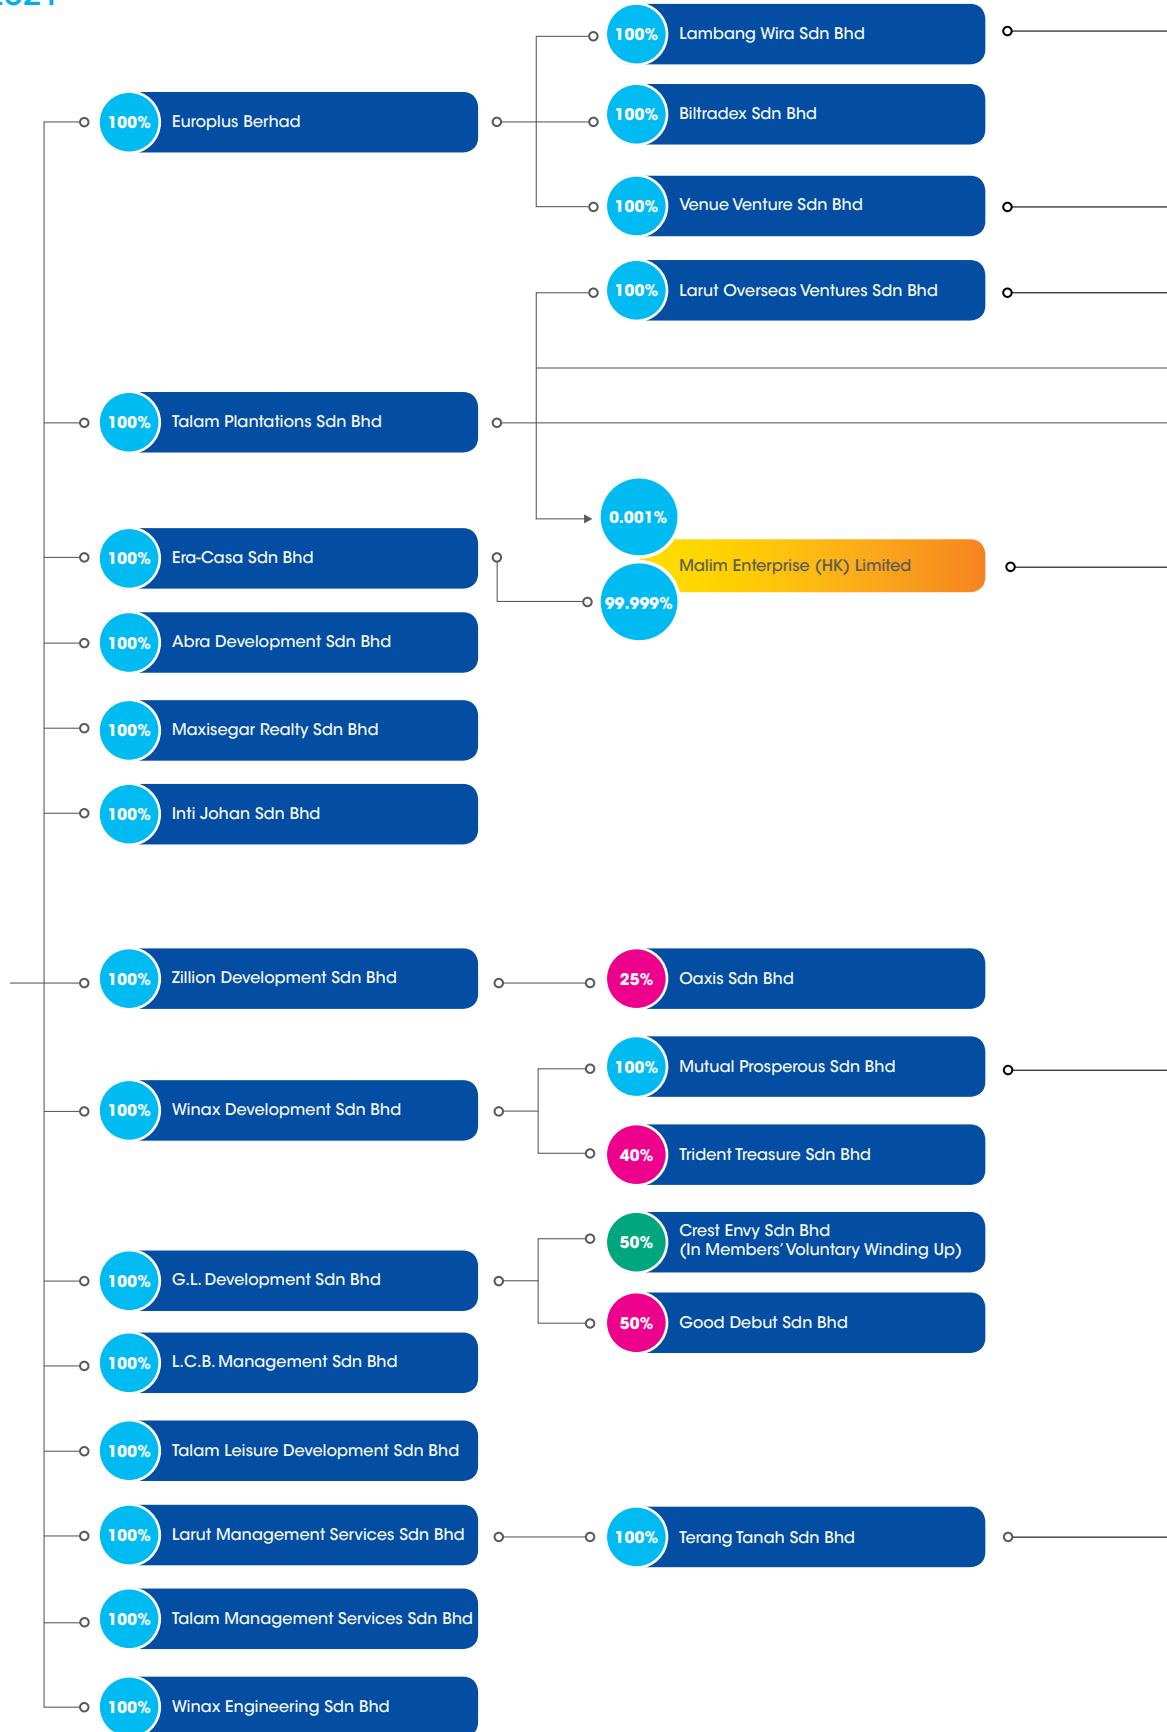 100% Lambang Wira Sdn Bhd
100% Europlus Berhad
100% Biltradex Sdn Bhd
100% Venue Venture Sdn Bhd
100% Larut Overseas Ventures Sdn Bhd
100% Talam Plantations Sdn Bhd
0.001%
Malim Enterprise (HK) Limited
99.999%
100% Era-Casa Sdn Bhd
100% Abra Development Sdn Bhd
100% Maxisegar Realty Sdn Bhd
100% Inti Johan Sdn Bhd
100% Zillion Development Sdn Bhd
25% Oaxis Sdn Bhd
100% Winax Development Sdn Bhd
100% Mutual Prosperous Sdn Bhd
40% Trident Treasure Sdn Bhd
100% G.L. Development Sdn Bhd
50% Crest Envy Sdn Bhd
(In Members' Voluntary Winding Up)
50% Good Debut Sdn Bhd
100% L.C.B. Management Sdn Bhd
100% Talam Leisure Development Sdn Bhd
100% Larut Management Services Sdn Bhd
100% Terang Tanah Sdn Bhd
100% Talam Management Services Sdn Bhd
100% Winax Engineering Sdn Bhd